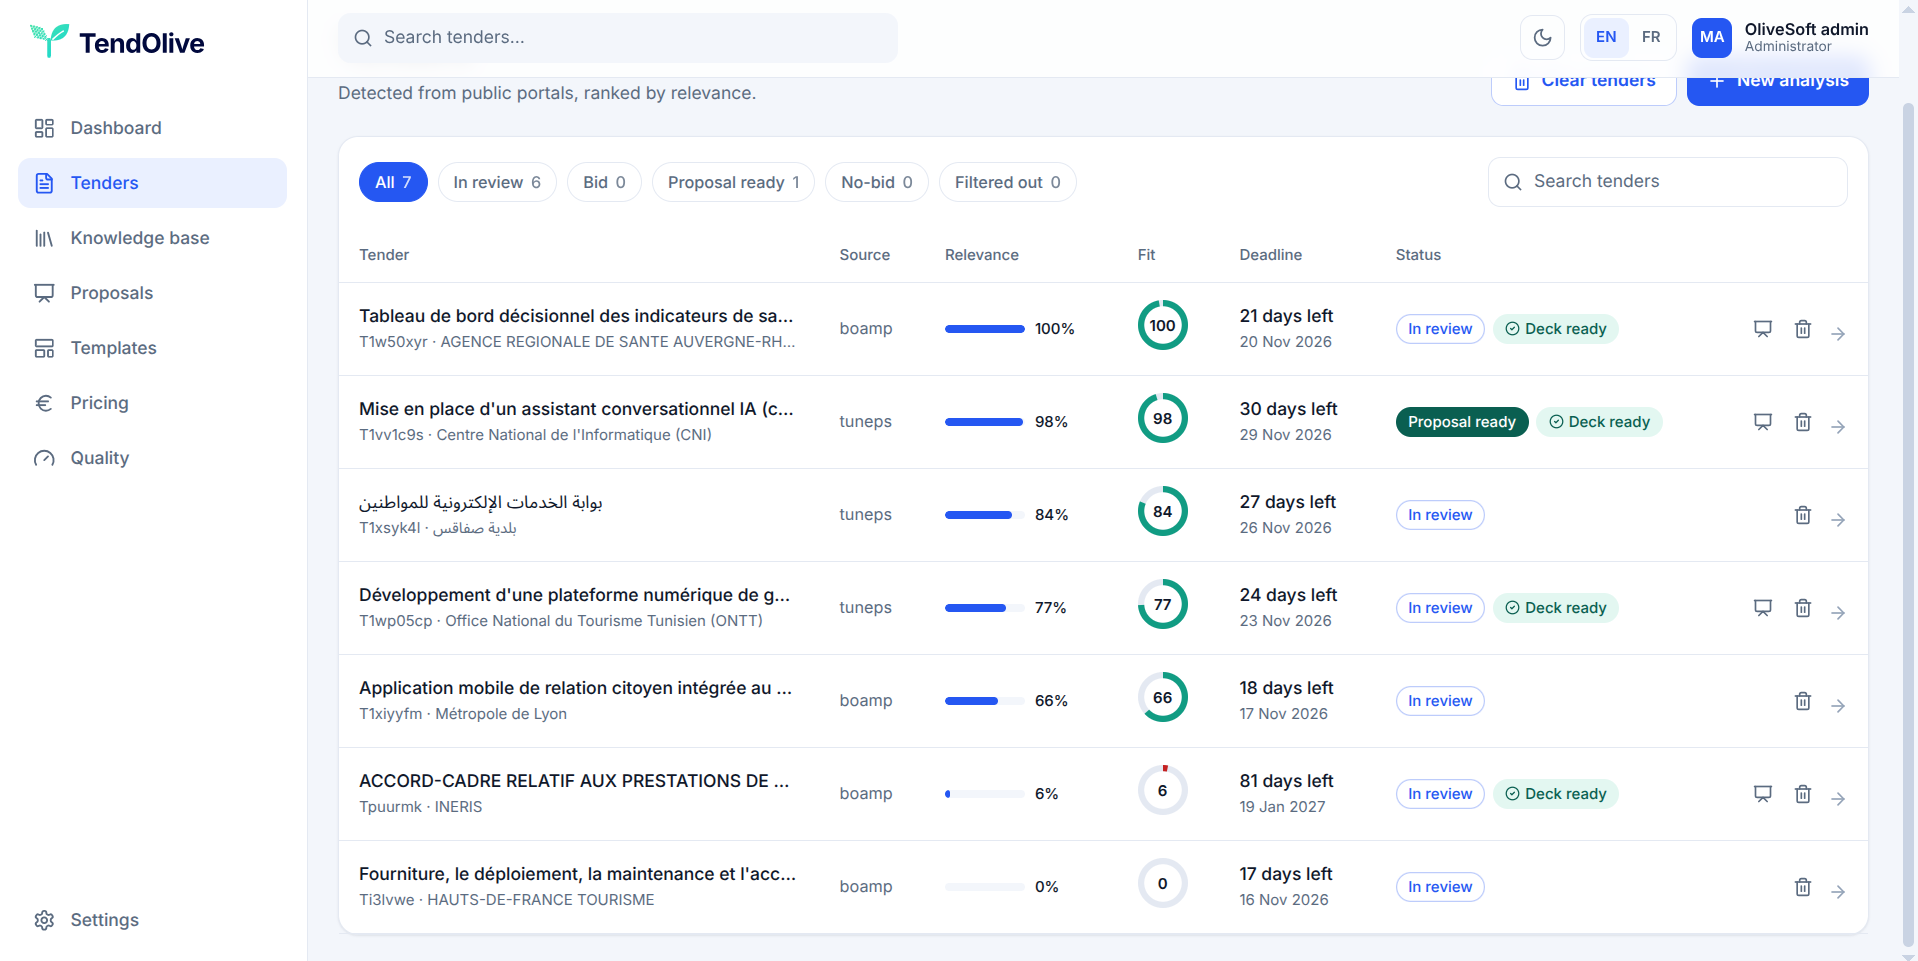 TendOlive
Search tenders...
EN FR
MA
OliveSoft admin
Administrator
Dashboard
Tenders
Knowledge base
Proposals
Templates
Pricing
Quality
Settings
Detected from public portals, ranked by relevance.
Clear tenders
New analysis
All 7 In review 6 Bid 0 Proposal ready 1 No-bid 0 Filtered out 0
Search tenders
Tender Source Relevance Fit Deadline Status
Tableau de bord décisionnel des indicateurs de sa...
T1w50xyr · AGENCE REGIONALE DE SANTE AUVERGNE-RH...
boamp 100% 100
21 days left
20 Nov 2026
In review Deck ready
Mise en place d'un assistant conversationnel IA (c...
T1vv1c9s · Centre National de l'Informatique (CNI)
tuneps 98% 98
30 days left
29 Nov 2026
Proposal ready Deck ready
بوابة الخدمات الإلكترونية للمواطنين
T1xsyk4l · بلدية صفاقس
tuneps 84% 84
27 days left
26 Nov 2026
In review
Développement d'une plateforme numérique de g...
T1wp05cp · Office National du Tourisme Tunisien (ONTT)
tuneps 77% 77
24 days left
23 Nov 2026
In review Deck ready
Application mobile de relation citoyen intégrée au ...
T1xiyyfm · Métropole de Lyon
boamp 66% 66
18 days left
17 Nov 2026
In review
ACCORD-CADRE RELATIF AUX PRESTATIONS DE ...
Tpuurmk · INERIS
boamp 6% 6
81 days left
19 Jan 2027
In review Deck ready
Fourniture, le déploiement, la maintenance et l'acc...
Ti3lvwe · HAUTS-DE-FRANCE TOURISME
boamp 0% 0
17 days left
16 Nov 2026
In review